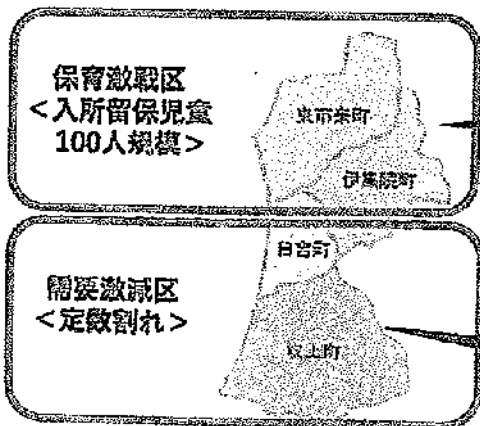 保育激戦区
<入所留保児童
100人規模>
東市来町
伊集院町
日吉町
需要激減区
<定数割れ>
吹上町